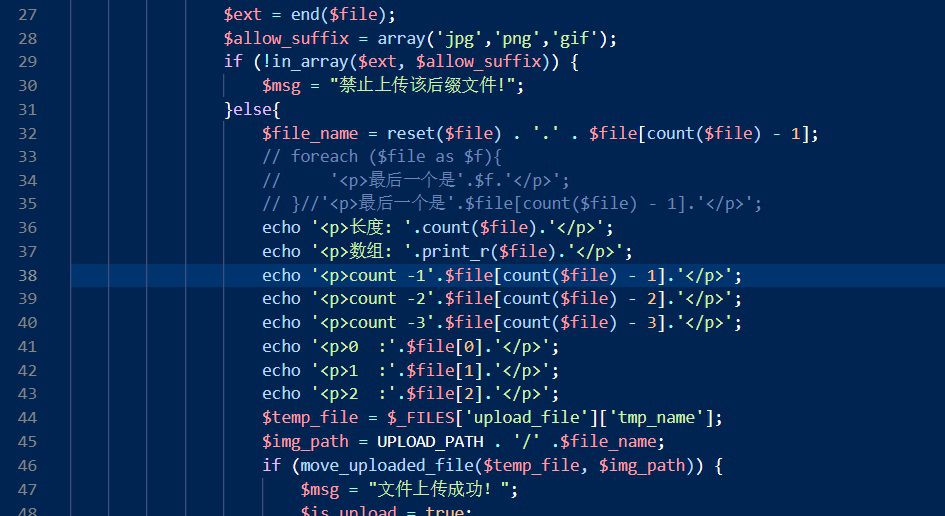 27 $ext = end($file);
28 $allow_suffix = array('jpg','png','gif');
29 if (!in_array($ext, $allow_suffix)) {
30 $msg = "禁止上传该后缀文件!";
31 }else{
32 $file_name = reset($file) . '.' . $file[count($file) - 1];
33 // foreach ($file as $f){
34 //     '<p>最后一个是'.$f.'</p>';
35 // }//'<p>最后一个是'.$file[count($file) - 1].'</p>';
36 echo '<p>长度: '.count($file).'</p>';
37 echo '<p>数组: '.print_r($file).'</p>';
38 echo '<p>count -1'.$file[count($file) - 1].'</p>';
39 echo '<p>count -2'.$file[count($file) - 2].'</p>';
40 echo '<p>count -3'.$file[count($file) - 3].'</p>';
41 echo '<p>0  :'.$file[0].'</p>';
42 echo '<p>1  :'.$file[1].'</p>';
43 echo '<p>2  :'.$file[2].'</p>';
44 $temp_file = $_FILES['upload_file']['tmp_name'];
45 $img_path = UPLOAD_PATH . '/' .$file_name;
46 if (move_uploaded_file($temp_file, $img_path)) {
47 $msg = "文件上传成功! ";
48 $is_upload = true;